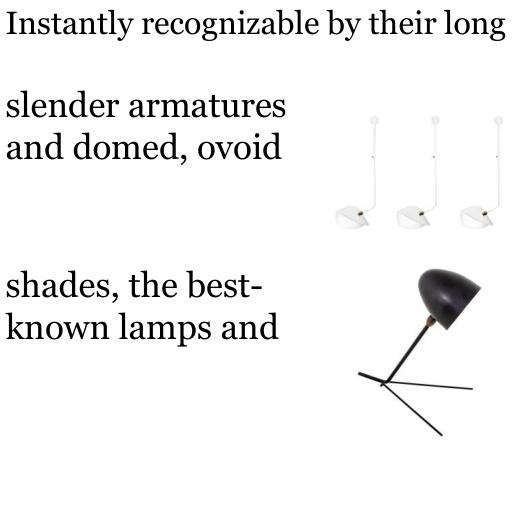 Instantly recognizable by their long
slender armatures
and domed, ovoid
shades, the best-
known lamps and